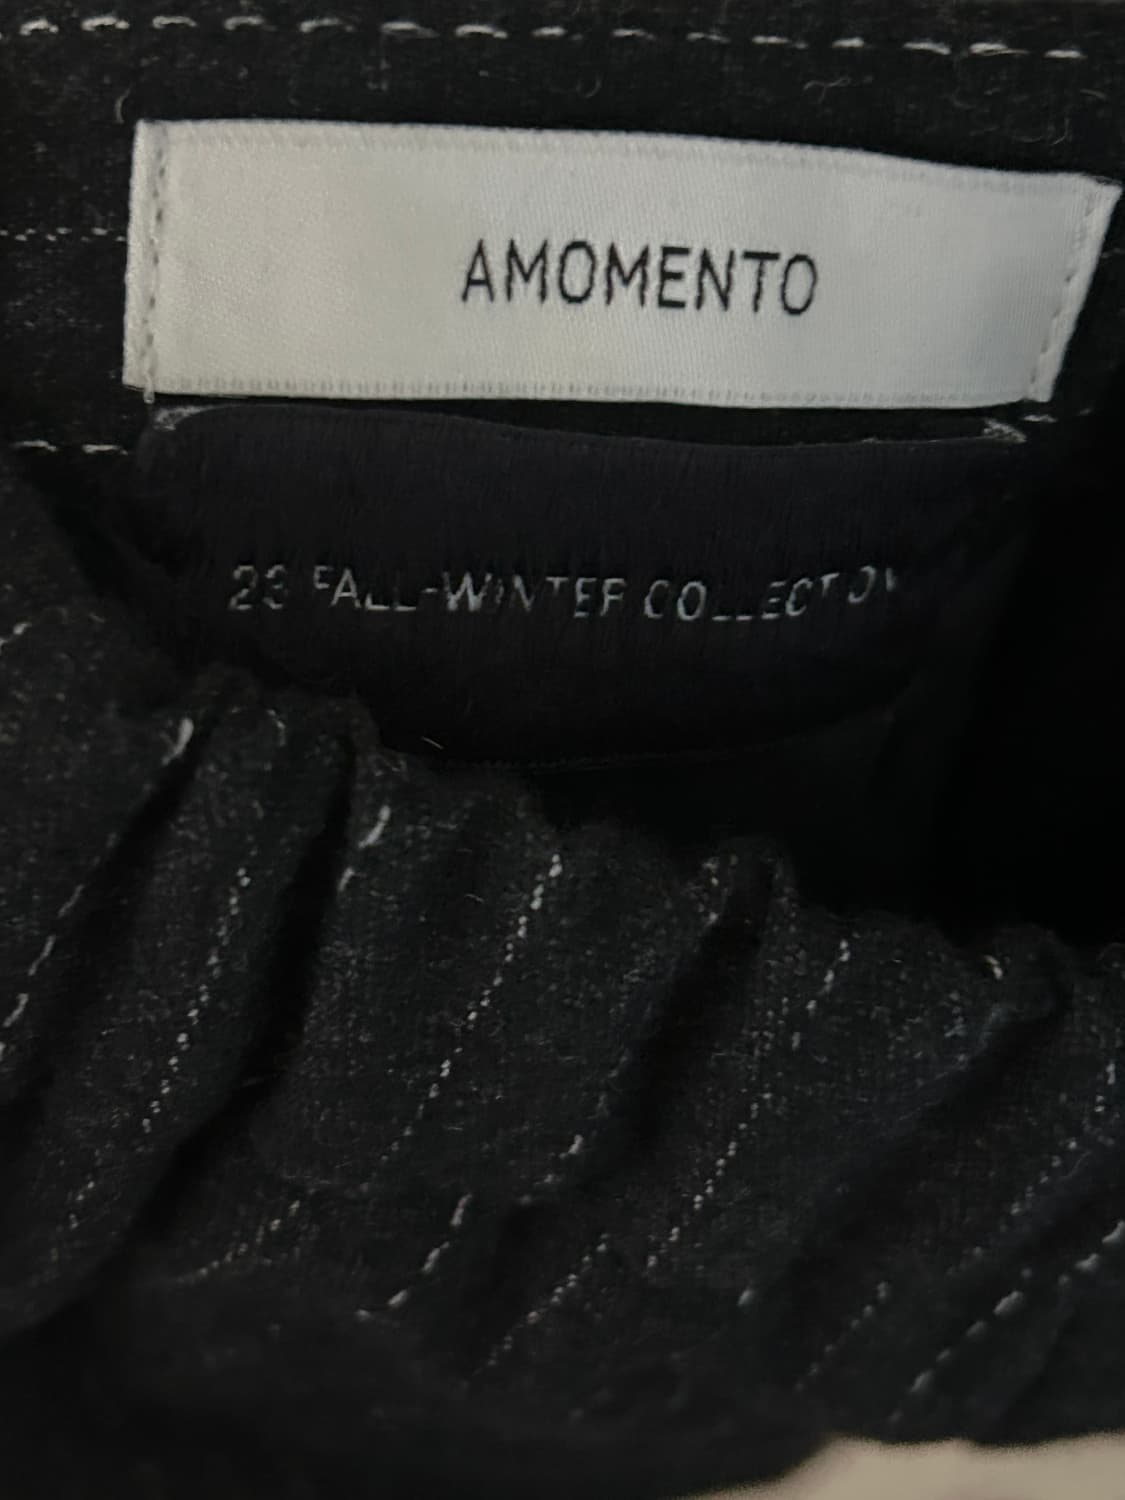 AMOMENTO
23 FALL-WINTER COLLECTION